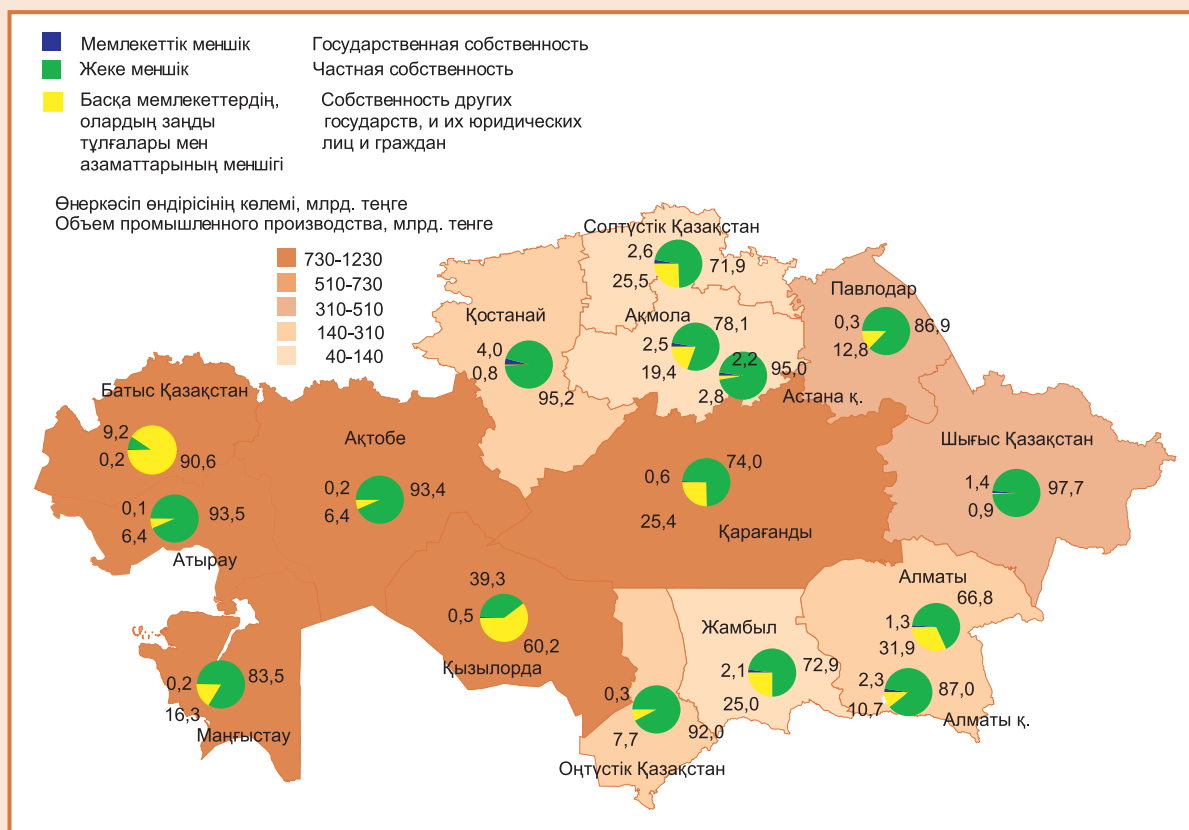 Мемлекеттік меншік Государственная собственность
Жеке меншік Частная собственность
Басқа мемлекеттердің, Собственность других
олардың заңды государств, и их юридических
тұлғалары мен лиц и граждан
азаматтарының меншігі
Өнеркәсіп өндірісінің көлемі, млрд. теңге
Объем промышленного производства, млрд. тенге
730-1230
510-730
310-510
140-310
40-140
Солтүстік Қазақстан
2,6
71,9
25,5
Павлодар
0,3
86,9
12,8
Қостанай
4,0
0,8
95,2
Ақмола
78,1
2,5
19,4
2,2
95,0
2,8
Астана қ.
Батыс Қазақстан
9,2
0,2
90,6
Ақтобе
0,2
93,4
6,4
0,1
93,5
6,4
Атырау
74,0
0,6
25,4
Қарағанды
Шығыс Қазақстан
1,4
97,7
0,9
39,3
0,5
60,2
Қызылорда
Алматы
66,8
1,3
31,9
2,3
87,0
10,7
Алматы қ.
Жамбыл
2,1
72,9
25,0
0,2
83,5
16,3
Маңғыстау
0,3
7,7
92,0
Оңтүстік Қазақстан